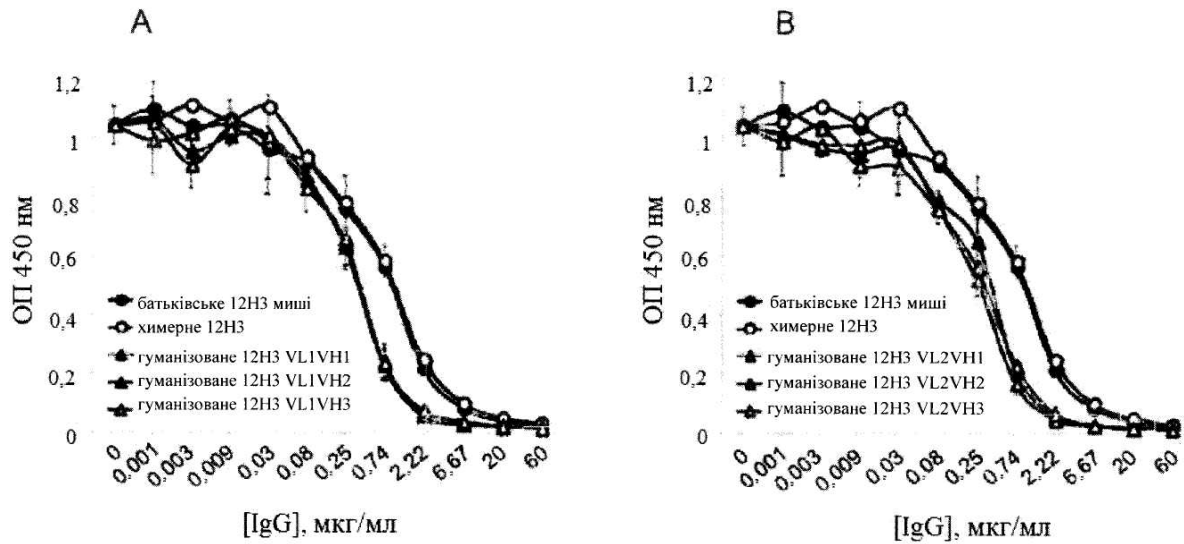 A
1,2
1
0,8
0,6
0,4
0,2
0
ОП 450 нм
батьківське 12H3 миші
химерне 12H3
гуманізоване 12H3 VL1VH1
гуманізоване 12H3 VL1VH2
гуманізоване 12H3 VL1VH3
0 0,001 0,003 0,009 0,03 0,08 0,25 0,74 2,22 6,67 20 60
[IgG], мкг/мл
B
1,2
1
0,8
0,6
0,4
0,2
0
ОП 450 нм
батьківське 12H3 миші
химерне 12H3
гуманізоване 12H3 VL2VH1
гуманізоване 12H3 VL2VH2
гуманізоване 12H3 VL2VH3
0 0,001 0,003 0,009 0,03 0,08 0,25 0,74 2,22 6,67 20 60
[IgG], мкг/мл